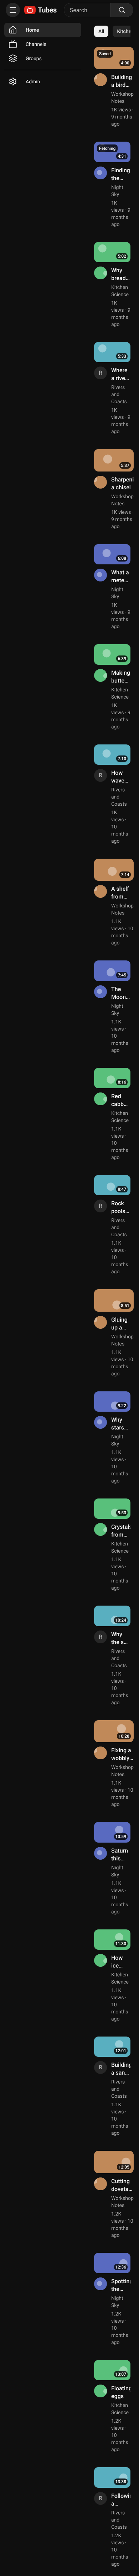 Tubes
Search
Home
Channels
Groups
Admin
All
Saved
4:00
Building
a bird…
Workshop
Notes
1K views ·
9 months
ago
Fetching
4:31
Finding
the…
Night
Sky
1K
views · 9
months
ago
5:02
Why
bread…
Kitchen
Science
1K
views · 9
months
ago
5:33
R
Where
a rive…
Rivers
and
Coasts
1K
views · 9
months
ago
5:37
Workshop
Notes
1K views ·
9 months
ago
6:08
What a
mete…
Night
Sky
1K
views · 9
months
ago
6:39
Making
butte…
Kitchen
Science
1K
views · 9
months
ago
7:10
R
How
wave…
Rivers
and
Coasts
1K
views ·
10
months
ago
7:14
A shelf
from…
Workshop
Notes
1.1K
views · 10
months
ago
7:45
The
Moon…
Night
Sky
1.1K
views ·
10
months
ago
8:16
Red
cabb…
Kitchen
Science
1.1K
views ·
10
months
ago
8:47
R
Rock
pools…
Rivers
and
Coasts
1.1K
views ·
10
months
ago
8:51
Gluing
up a…
Workshop
Notes
1.1K
views · 10
months
ago
9:22
Why
stars…
Night
Sky
1.1K
views ·
10
months
ago
9:53
Crystals
from…
Kitchen
Science
1.1K
views ·
10
months
ago
10:24
R
Why
the s…
Rivers
and
Coasts
1.1K
views ·
10
months
ago
10:28
Fixing a
wobbly…
Workshop
Notes
1.1K
views · 10
months
ago
10:59
Saturn
this…
Night
Sky
1.1K
views ·
10
months
ago
11:30
How
ice…
Kitchen
Science
1.1K
views ·
10
months
ago
12:01
R
Building
a san…
Rivers
and
Coasts
1.1K
views ·
10
months
ago
12:05
Cutting
doveta…
Workshop
Notes
1.2K
views · 10
months
ago
12:36
Spotting
the…
Night
Sky
1.2K
views ·
10
months
ago
13:07
Floating
eggs
Kitchen
Science
1.2K
views ·
10
months
ago
13:38
R
a…
Rivers
and
Coasts
1.2K
views ·
10
months
ago